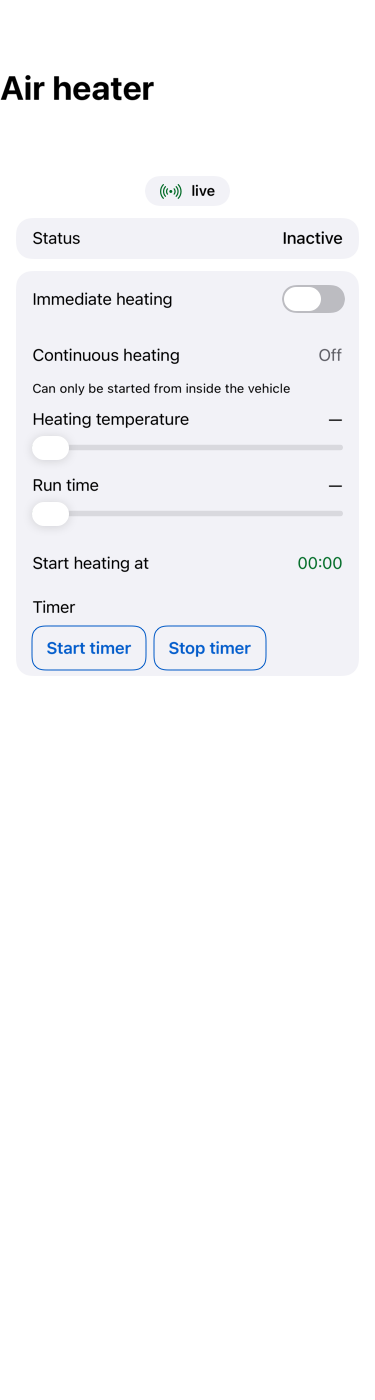 Air heater
live
Status Inactive
Immediate heating
Continuous heating Off
Can only be started from inside the vehicle
Heating temperature —
Run time —
Start heating at 00:00
Timer
Start timer Stop timer